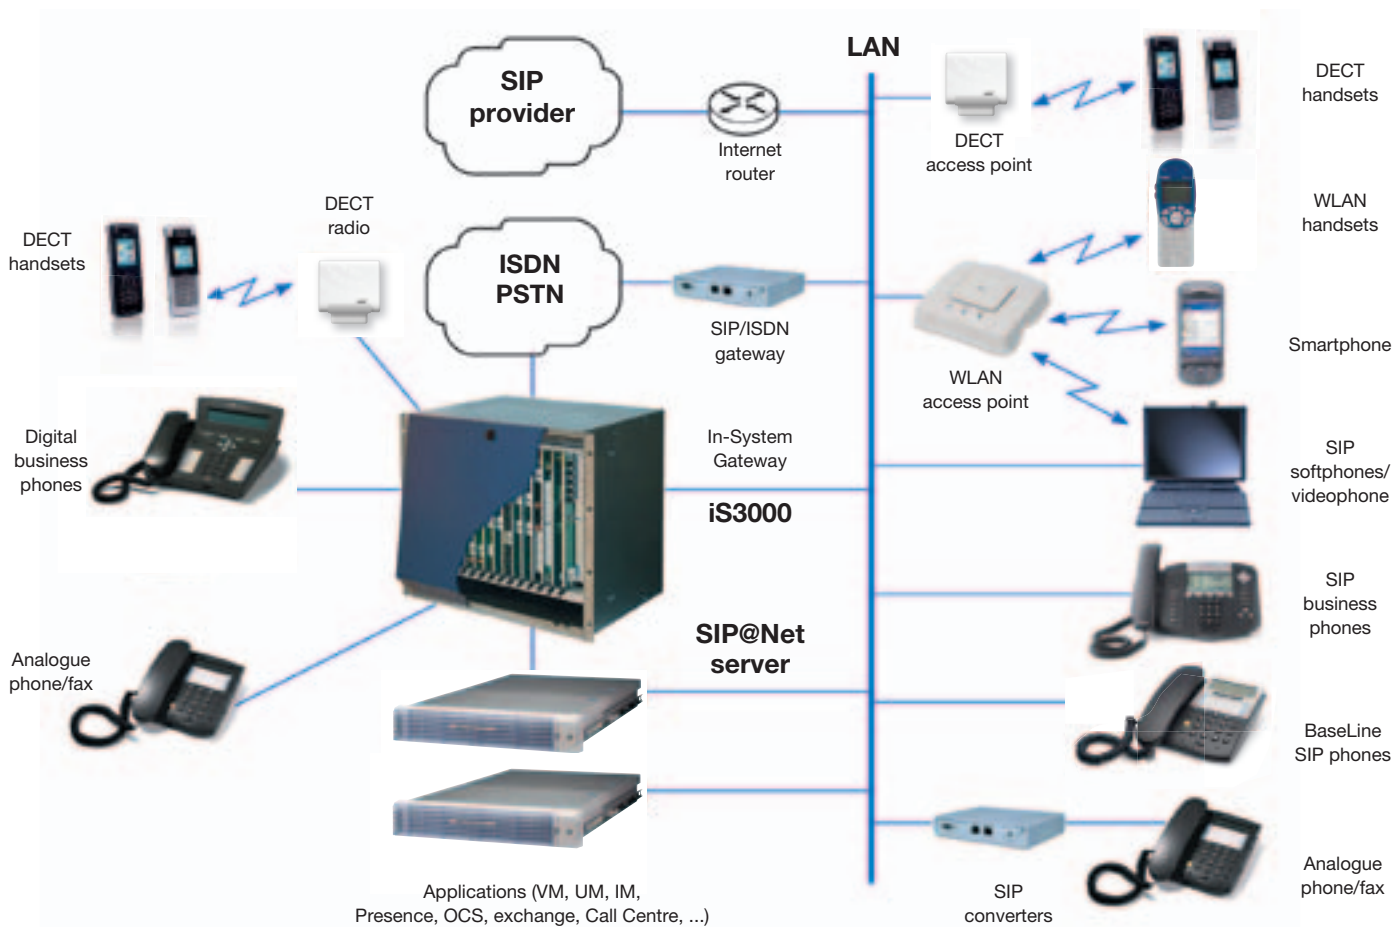 SIP
provider
Internet
router
LAN
DECT
access point
DECT
handsets
WLAN
handsets
DECT
radio
DECT
handsets
ISDN
PSTN
SIP/ISDN
gateway
WLAN
access point
Smartphone
Digital
business
phones
In-System
Gateway
iS3000
SIP
softphones/
videophone
SIP
business
phones
Analogue
phone/fax
SIP@Net
server
BaseLine
SIP phones
Applications (VM, UM, IM,
Presence, OCS, exchange, Call Centre, ...)
SIP
converters
Analogue
phone/fax